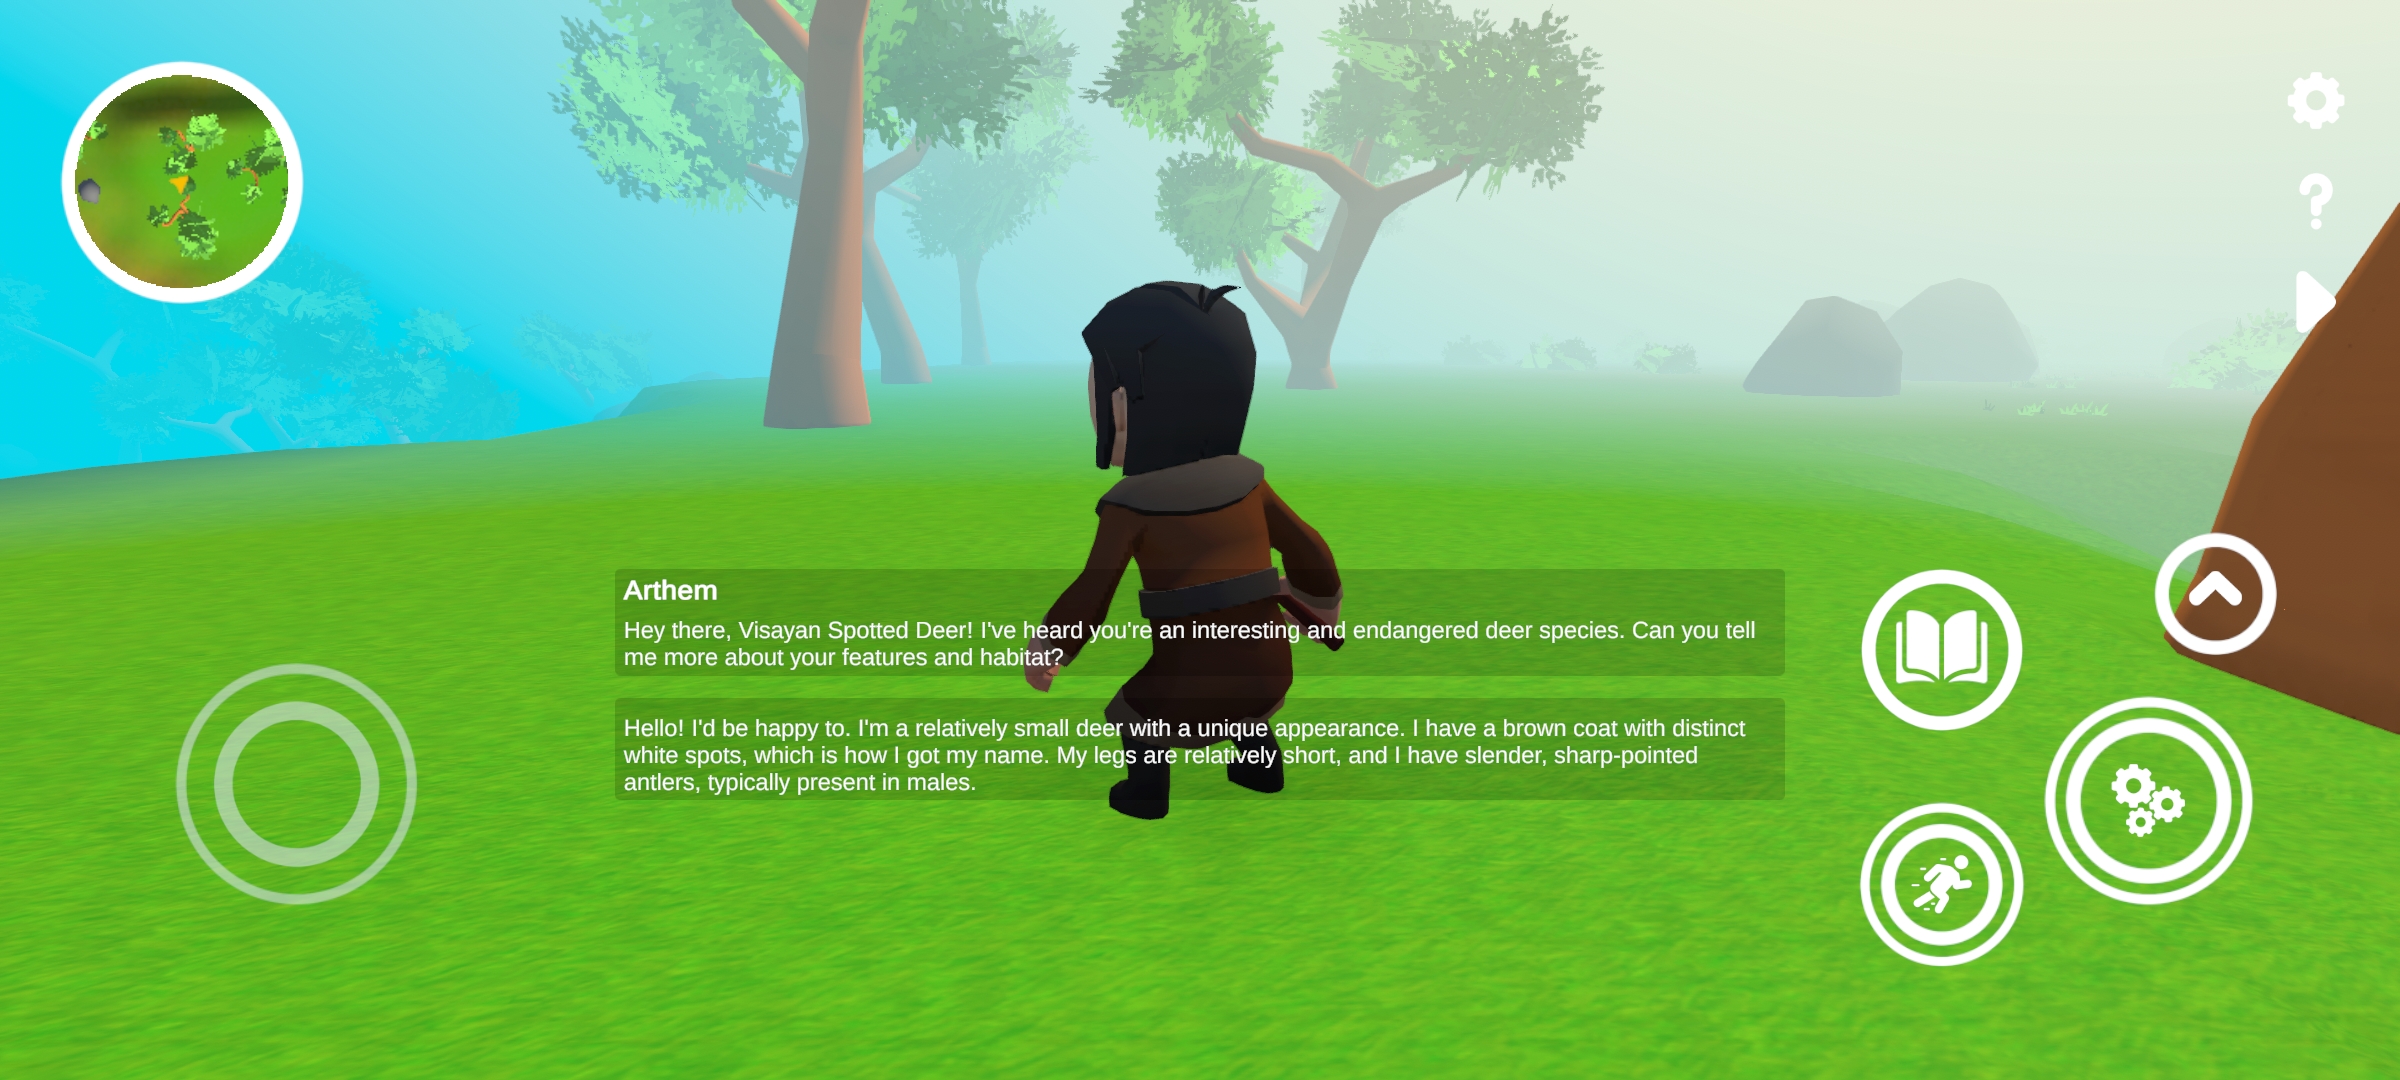 Arthem
Hey there, Visayan Spotted Deer! I've heard you're an interesting and endangered deer species. Can you tell
me more about your features and habitat?
Hello! I'd be happy to. I'm a relatively small deer with a unique appearance. I have a brown coat with distinct
white spots, which is how I got my name. My legs are relatively short, and I have slender, sharp-pointed
antlers, typically present in males.